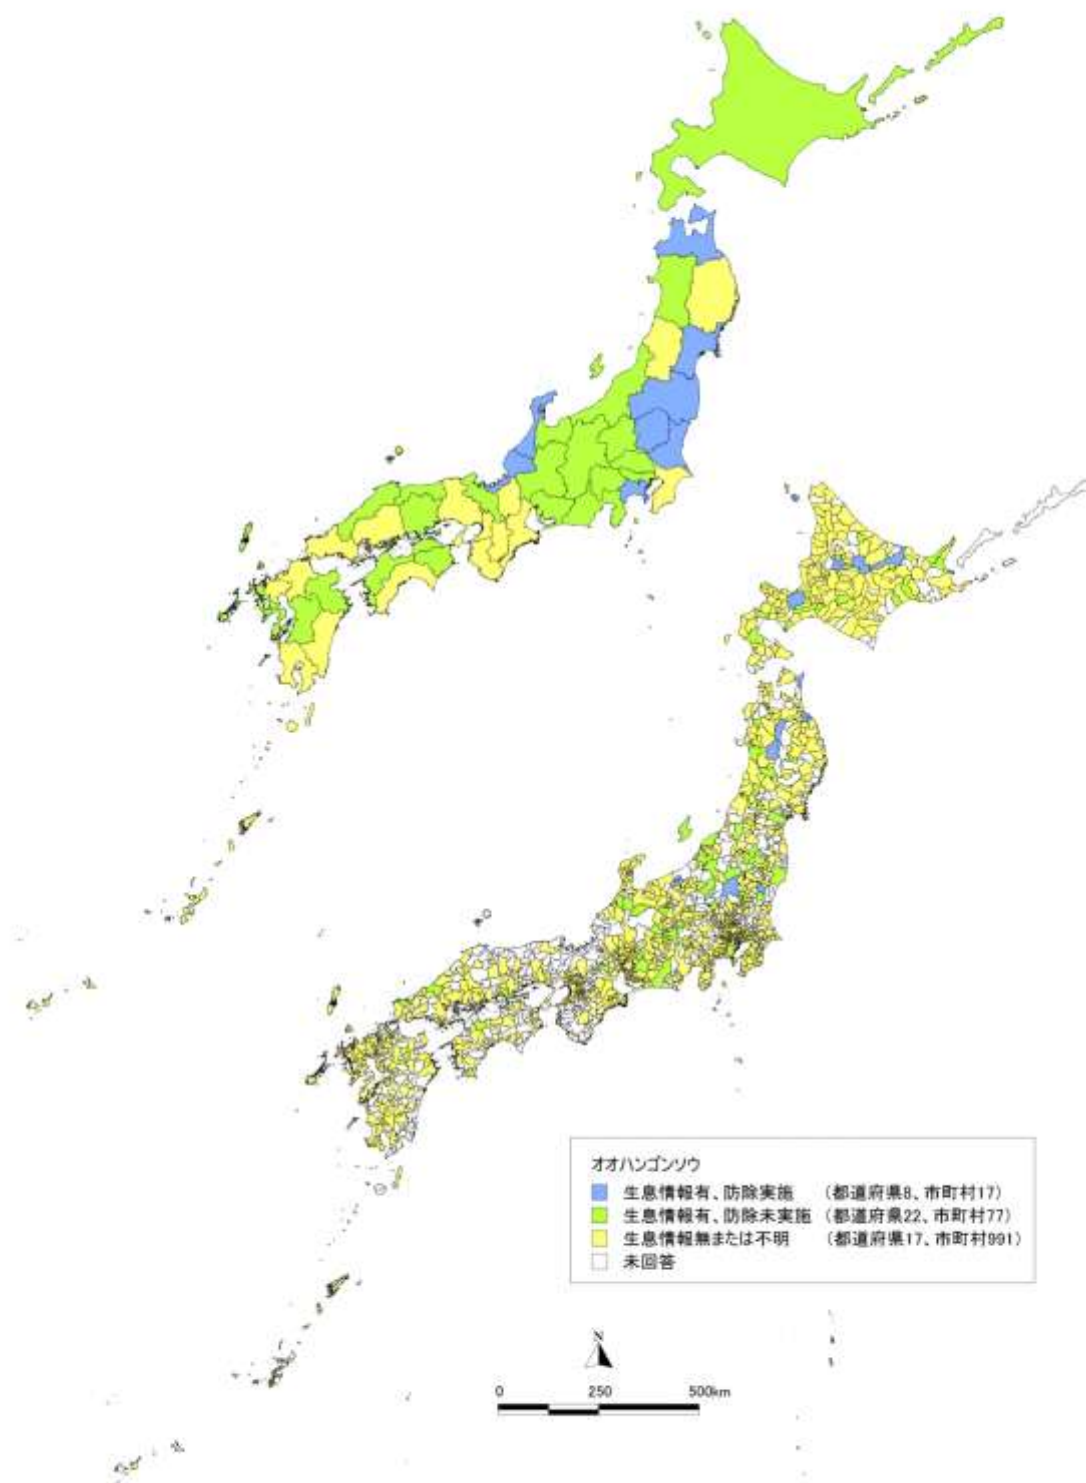 オオハンゴンソウ
生息情報有、防除実施 (都道府県8、市町村17)
生息情報有、防除未実施 (都道府県22、市町村77)
生息情報無または不明 (都道府県17、市町村991)
未回答
N
0 250 500km